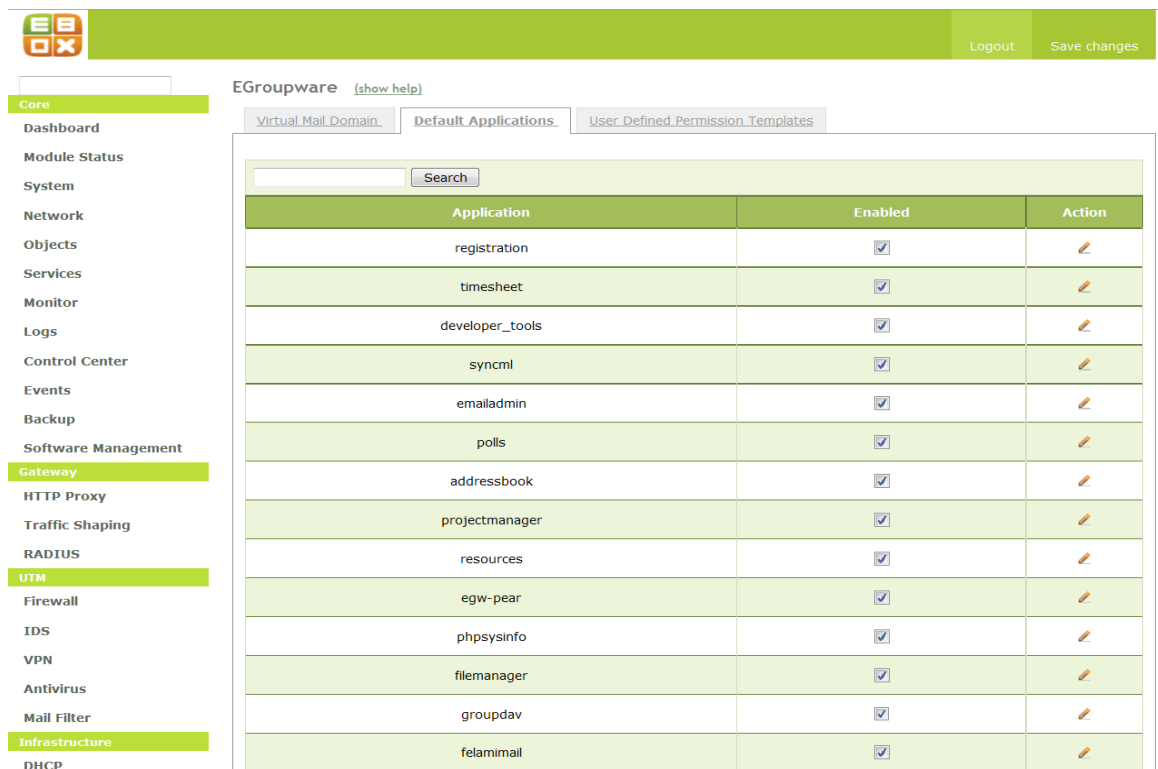 EBOX
Logout Save changes
Core
Dashboard
Module Status
System
Network
Objects
Services
Monitor
Logs
Control Center
Events
Backup
Software Management
Gateway
HTTP Proxy
Traffic Shaping
RADIUS
UTM
Firewall
IDS
VPN
Antivirus
Mail Filter
Infrastructure
DHCP
EGroupware (show help)
Virtual Mail Domain Default Applications User Defined Permission Templates
Search
Application Enabled Action
registration
timesheet
developer_tools
syncml
emailadmin
polls
addressbook
projectmanager
resources
egw-pear
phpsysinfo
filemanager
groupdav
felamimail